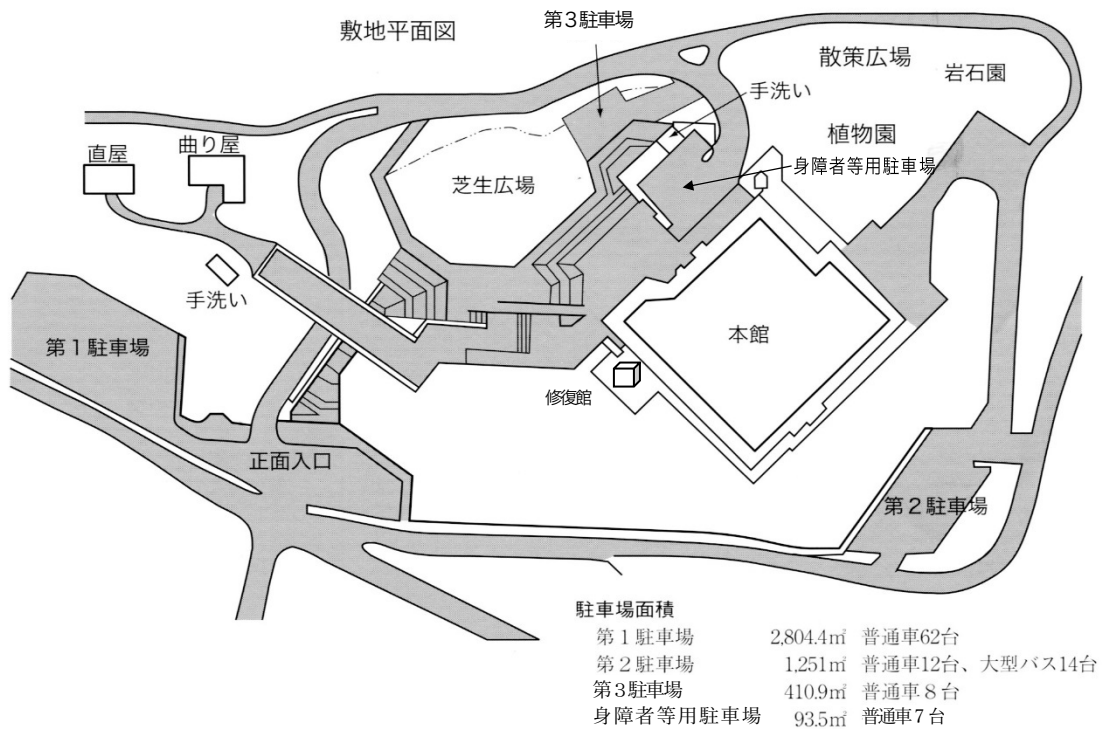 敷地平面図
第3駐車場
散策広場
岩石園
手洗い
植物園
直屋
曲り屋
身障者等用駐車場
芝生広場
手洗い
第1駐車場
本館
修復館
正面入口
第2駐車場
駐車場面積
第1駐車場 2,804.4㎡ 普通車62台
第2駐車場 1,251㎡ 普通車12台、大型バス14台
第3駐車場 410.9㎡ 普通車8台
身障者等用駐車場 93.5㎡ 普通車7台